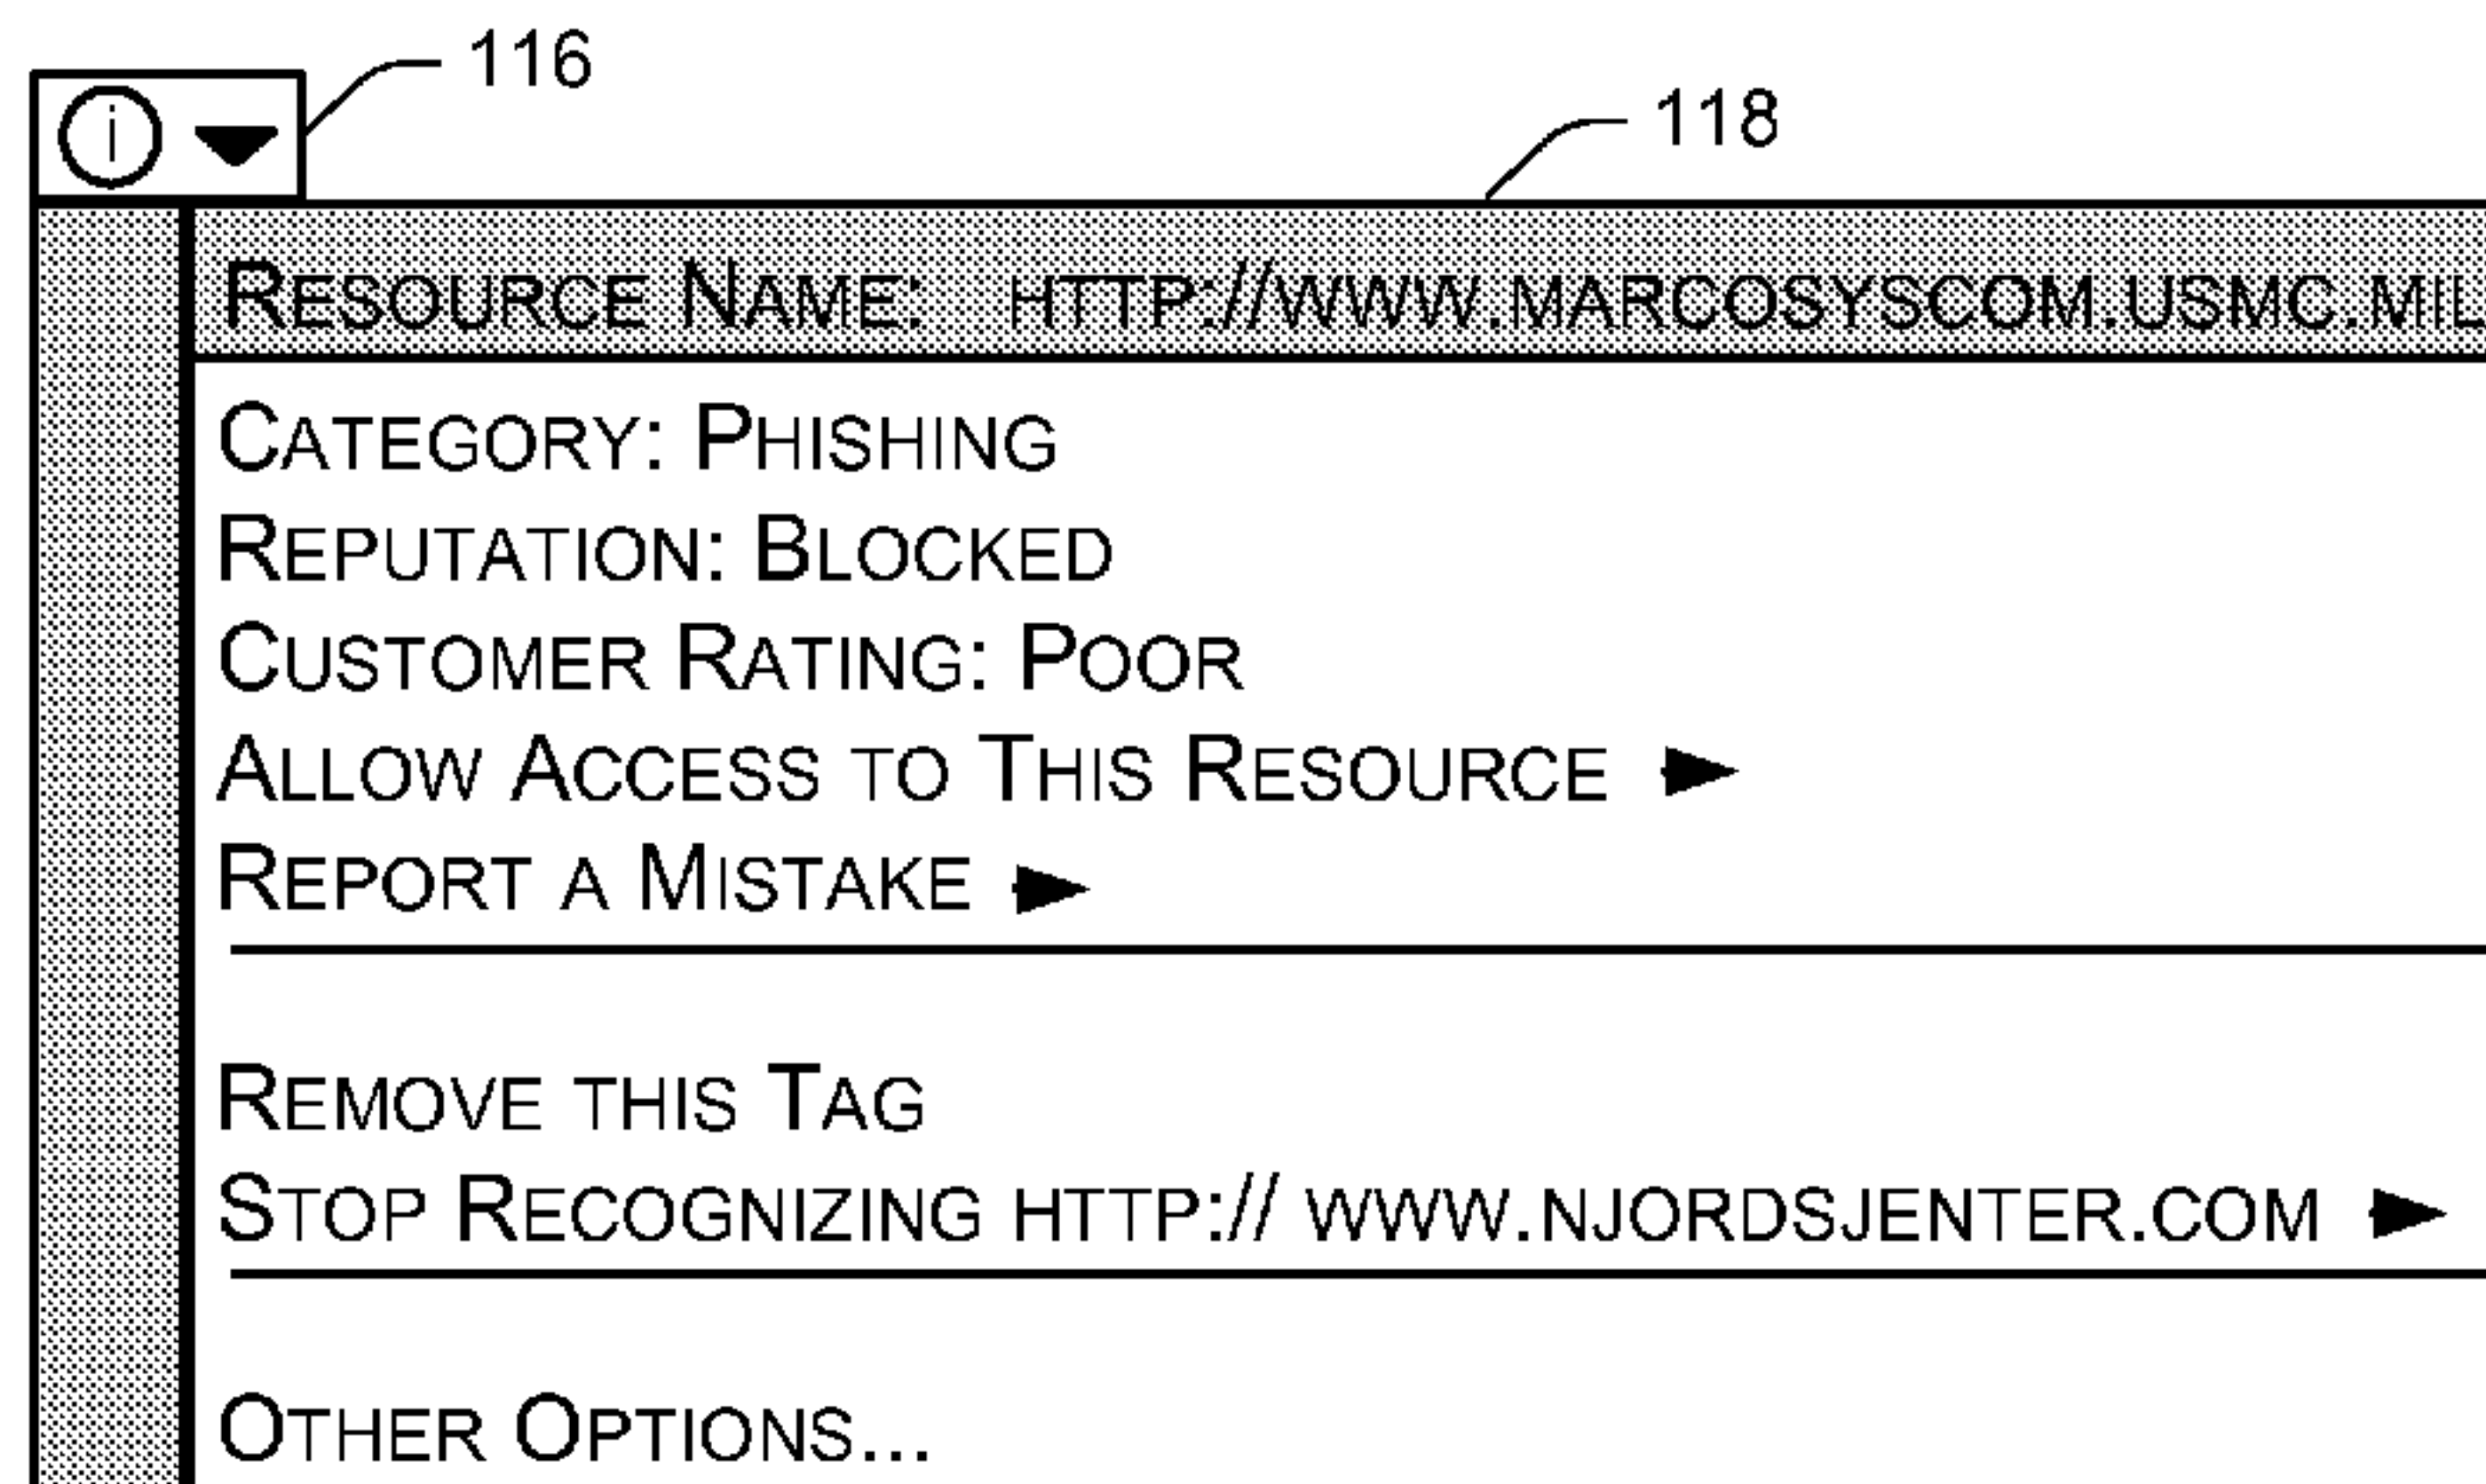 116
118
i
Resource Name: http://www.marcosyscom.usmc.mil
Category: Phishing
Reputation: Blocked
Customer Rating: Poor
Allow Access to This Resource
Report a Mistake
Remove this Tag
Stop Recognizing http:// www.njordsjenter.com
Other Options...